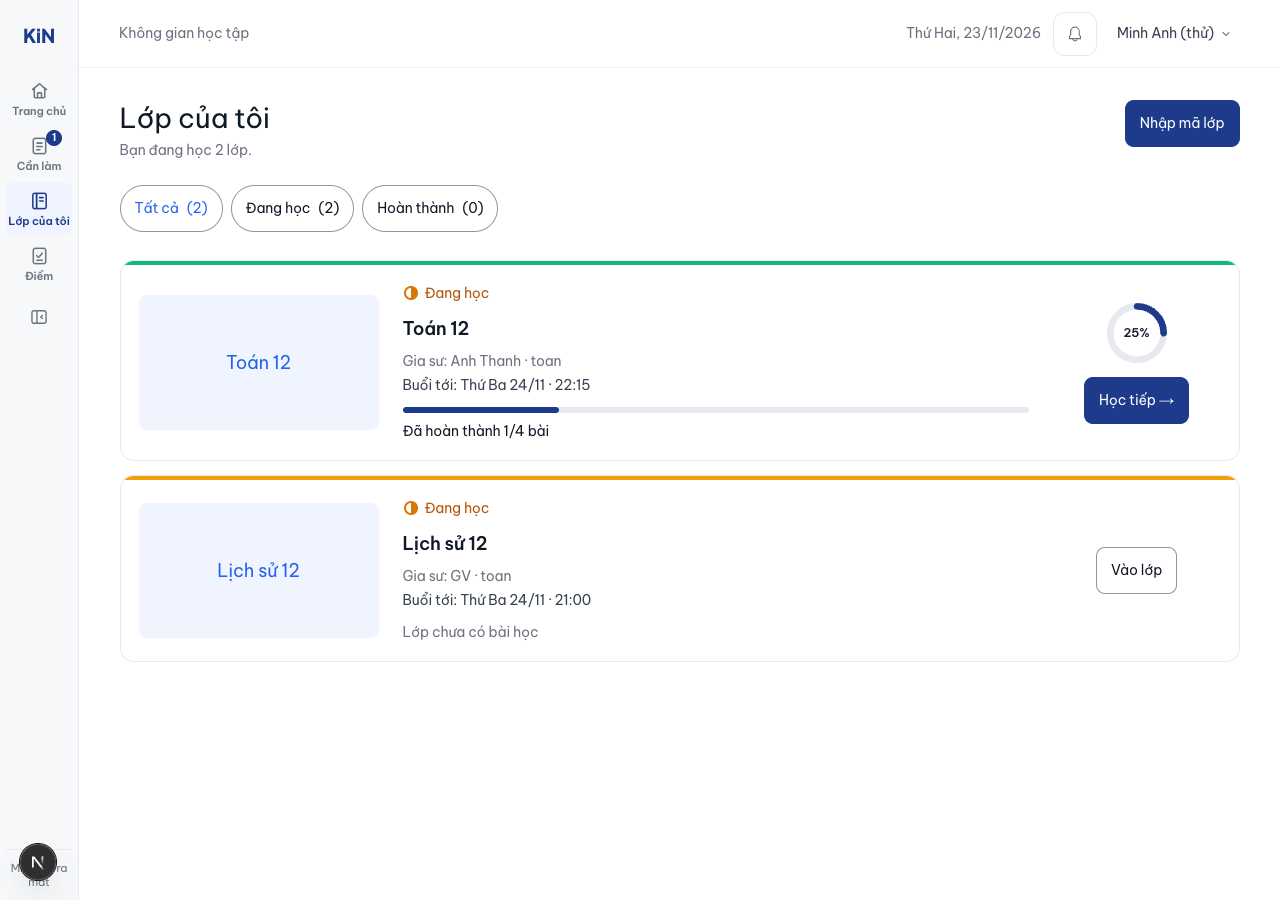 KiN
Không gian học tập
Thứ Hai, 23/11/2026
Minh Anh (thử)
Trang chủ
1
Cần làm
Lớp của tôi
Điểm
Lớp của tôi
Bạn đang học 2 lớp.
Nhập mã lớp
Tất cả (2)
Đang học (2)
Hoàn thành (0)
Toán 12
Đang học
Toán 12
Gia sư: Anh Thanh · toan
Buổi tới: Thứ Ba 24/11 · 22:15
Đã hoàn thành 1/4 bài
25%
Học tiếp →
Lịch sử 12
Đang học
Lịch sử 12
Gia sư: GV · toan
Buổi tới: Thứ Ba 24/11 · 21:00
Lớp chưa có bài học
Vào lớp
N
mắt